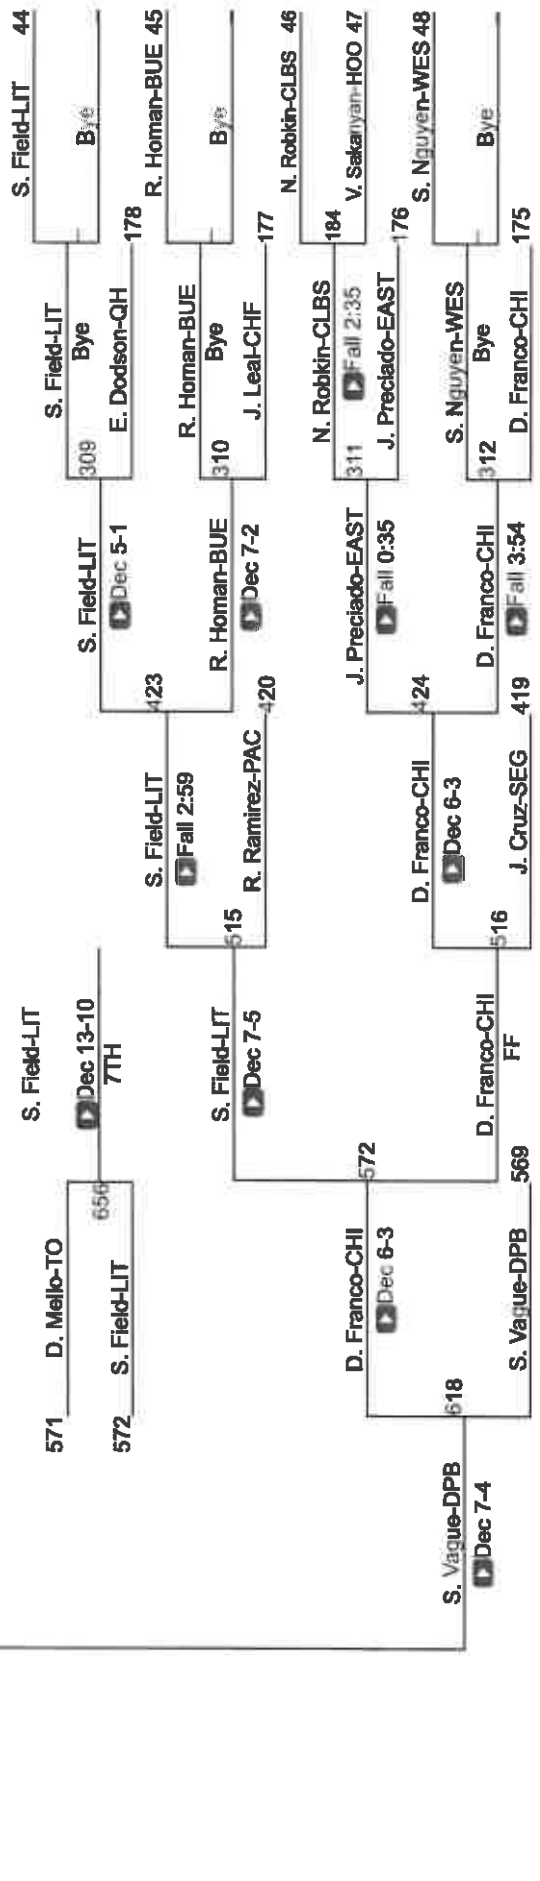 S. Field-LIT 44
S. Field-LIT
571 D. Mello-TO
S. Field-LIT
Bye
Bye
656
Dec 13-10
S. Field-LIT
309
7TH
572 S. Field-LIT
Dec 5-1
E. Dodson-QH 178
S. Field-LIT
423
R. Homan-BUE 45
Fall 2:59
R. Homan-BUE
Bye
Bye
S. Field-LIT
515
R. Homan-BUE
310
Dec 7-5
R. Ramirez-PAC 420
Dec 7-2
J. Leal-CHF 177
N. Robkin-CLBS 46
N. Robkin-CLBS 184
D. Franco-CHI
572
J. Preciado-EAST
311
Fall 2:35
V. Sakanyan-HOO 47
Dec 6-3
Fall 0:35
J. Preciado-EAST 176
D. Franco-CHI
424
S. Nguyen-WES 48
S. Vague-DPB
618
Dec 6-3
S. Nguyen-WES
Bye
Dec 7-4
D. Franco-CHI
516
D. Franco-CHI
312
Bye
FF
S. Vague-DPB 569
J. Cruz-SEG 419
Fall 3:54
D. Franco-CHI 175